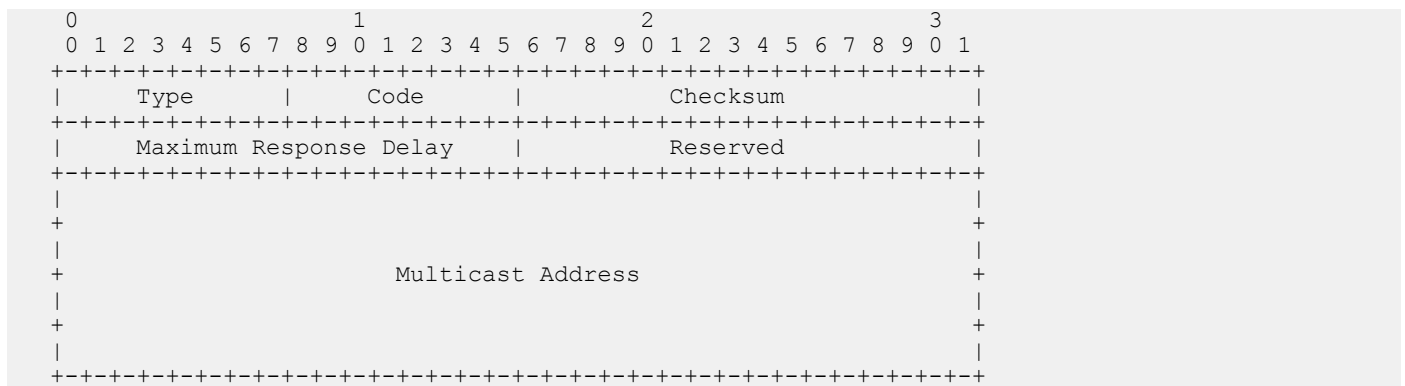 0                   1                   2                   3
 0 1 2 3 4 5 6 7 8 9 0 1 2 3 4 5 6 7 8 9 0 1 2 3 4 5 6 7 8 9 0 1
+-+-+-+-+-+-+-+-+-+-+-+-+-+-+-+-+-+-+-+-+-+-+-+-+-+-+-+-+-+-+-+-+
|     Type      |     Code      |          Checksum             |
+-+-+-+-+-+-+-+-+-+-+-+-+-+-+-+-+-+-+-+-+-+-+-+-+-+-+-+-+-+-+-+-+
|     Maximum Response Delay    |          Reserved             |
+-+-+-+-+-+-+-+-+-+-+-+-+-+-+-+-+-+-+-+-+-+-+-+-+-+-+-+-+-+-+-+-+
|                                                               |
+                                                               +
|                                                               |
+                       Multicast Address                       +
|                                                               |
+                                                               +
|                                                               |
+-+-+-+-+-+-+-+-+-+-+-+-+-+-+-+-+-+-+-+-+-+-+-+-+-+-+-+-+-+-+-+-+